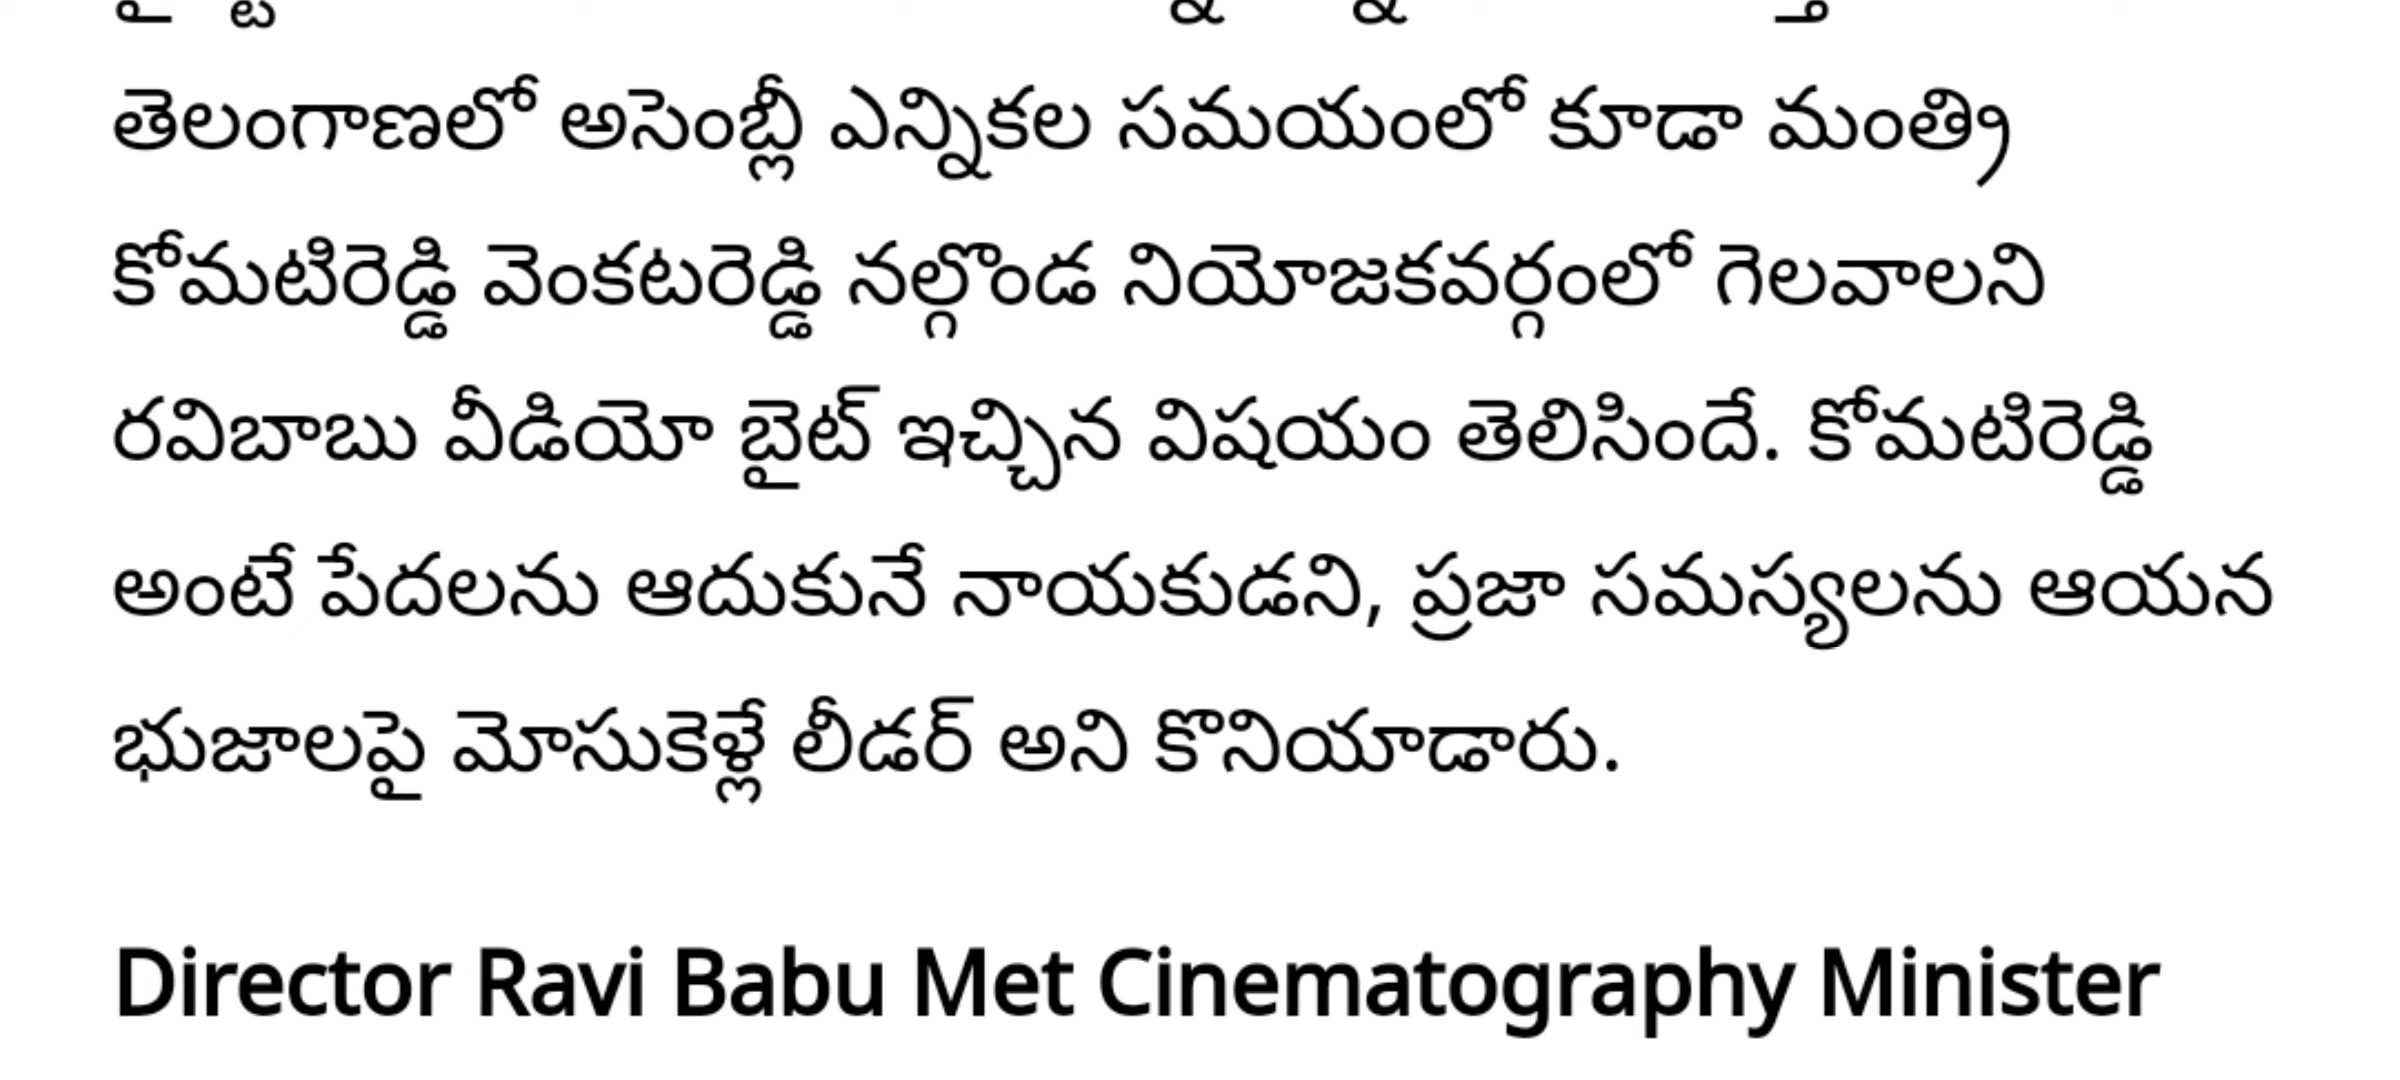 తెలంగాణలో అసెంబ్లీ ఎన్నికల సమయంలో కూడా మంత్రి
కోమటిరెడ్డి వెంకటరెడ్డి నల్గొండ నియోజకవర్గంలో గెలవాలని
రవిబాబు వీడియో బైట్ ఇచ్చిన విషయం తెలిసిందే. కోమటిరెడ్డి
అంటే పేదలను ఆదుకునే నాయకుడని, ప్రజా సమస్యలను ఆయన
భుజాలపై మోసుకెళ్లే లీడర్ అని కొనియాడారు.
Director Ravi Babu Met Cinematography Minister